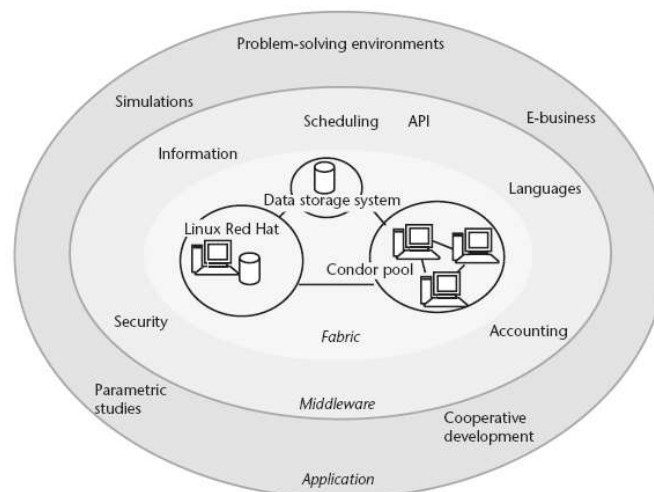 Problem-solving environments
Simulations
E-business
Scheduling API
Information
Languages
Data storage system
Linux Red Hat
Condor pool
Security
Fabric
Accounting
Parametric
studies
Middleware
Cooperative
development
Application